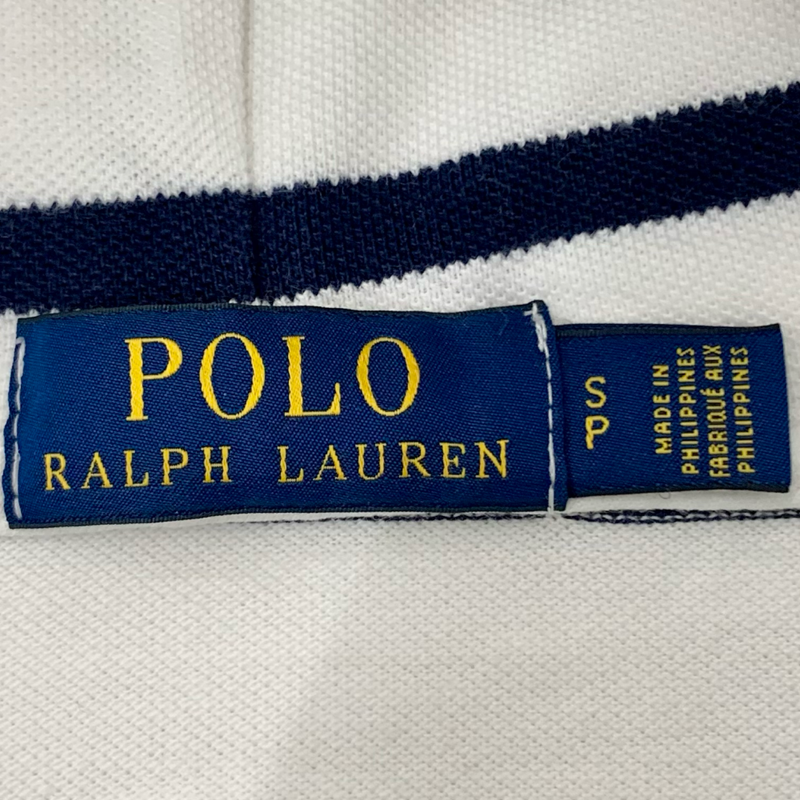 POLO
RALPH LAUREN
S
P
MADE IN
PHILIPPINES
FABRIQUÉ AUX
PHILIPPINES